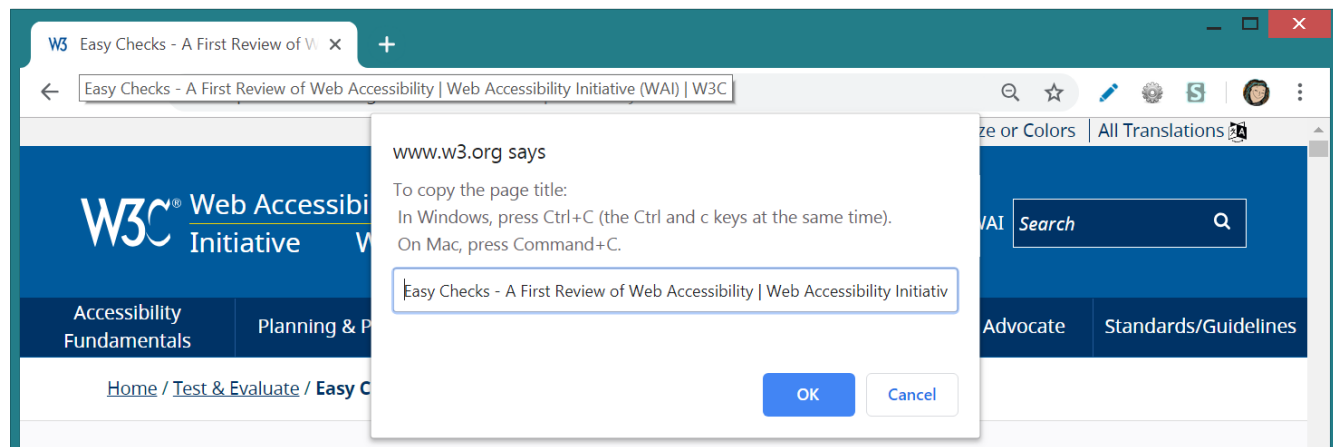 W3 Easy Checks - A First Review of W
Easy Checks - A First Review of Web Accessibility | Web Accessibility Initiative (WAI) | W3C
ze or Colors All Translations
www.w3.org says
To copy the page title:
In Windows, press Ctrl+C (the Ctrl and c keys at the same time).
On Mac, press Command+C.
Easy Checks - A First Review of Web Accessibility | Web Accessibility Initiativ
OK Cancel
W3C® Web Accessibi
Initiative W
WAI Search
Accessibility
Fundamentals
Planning & P
Advocate
Standards/Guidelines
Home / Test & Evaluate / Easy C